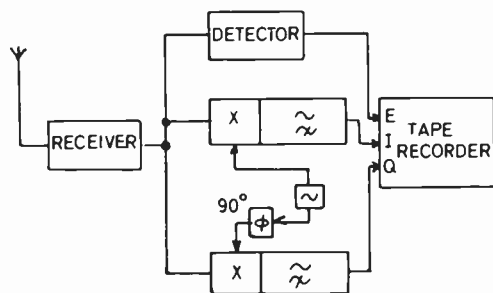 DETECTOR
RECEIVER
X
E
I
Q
TAPE
RECORDER
90°
ϕ
X